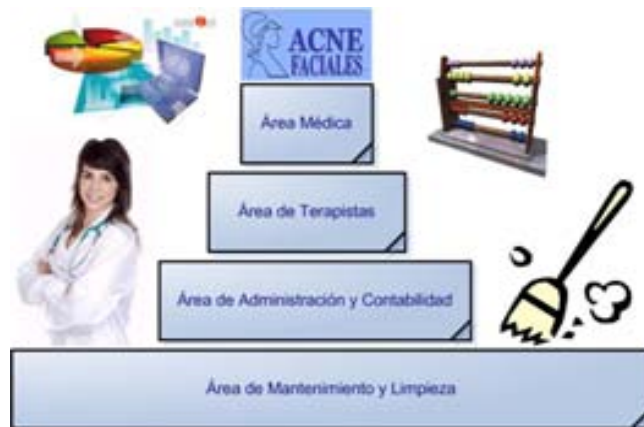 ACNE
FACIALES
Área Médica
Área de Terapistas
Área de Administración y Contabilidad
Área de Mantenimiento y Limpieza